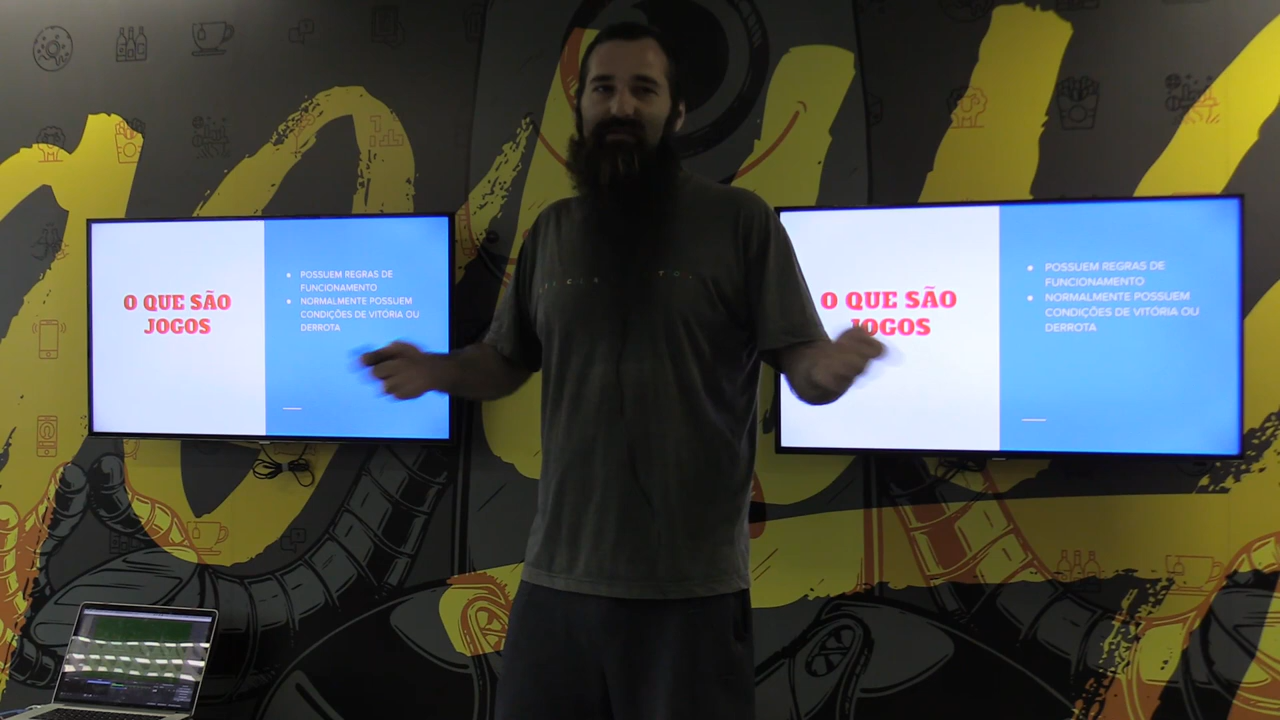 O QUE SÃO
JOGOS
● POSSUEM REGRAS DE
FUNCIONAMENTO
● NORMALMENTE POSSUEM
CONDIÇÕES DE VITÓRIA OU
DERROTA
O QUE SÃO
JOGOS
● POSSUEM REGRAS DE
FUNCIONAMENTO
● NORMALMENTE POSSUEM
CONDIÇÕES DE VITÓRIA OU
DERROTA